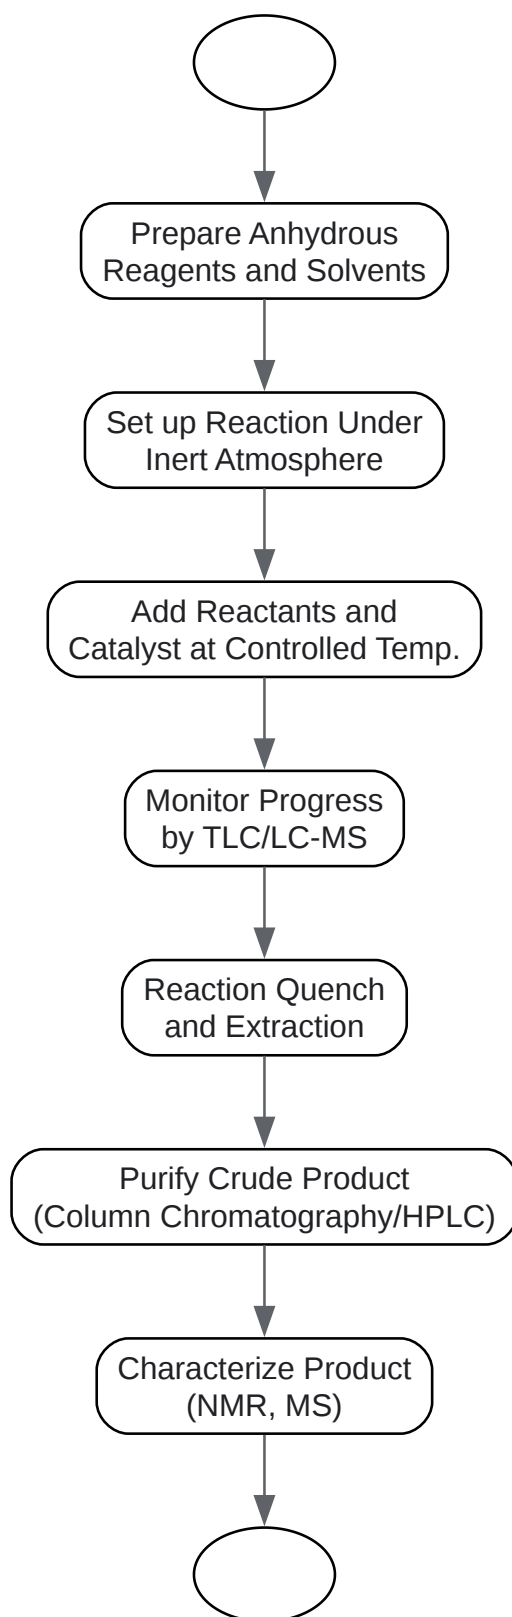 Prepare Anhydrous
Reagents and Solvents
Set up Reaction Under
Inert Atmosphere
Add Reactants and
Catalyst at Controlled Temp.
Monitor Progress
by TLC/LC-MS
Reaction Quench
and Extraction
Purify Crude Product
(Column Chromatography/HPLC)
Characterize Product
(NMR, MS)